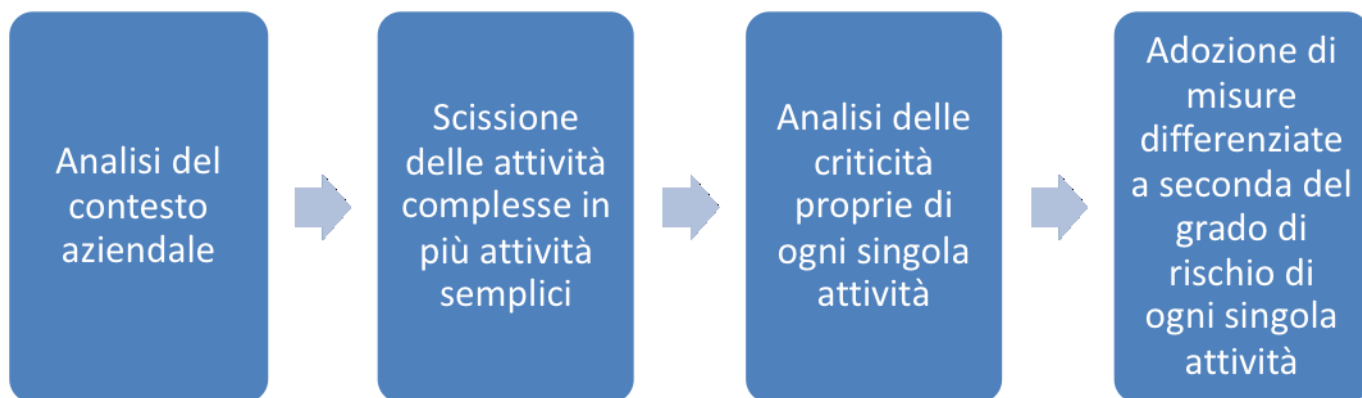 Analisi del
contesto
aziendale
Scissione
delle attività
complesse in
più attività
semplici
Analisi delle
criticità
proprie di
ogni singola
attività
Adozione di
misure
differenziate
a seconda del
grado di
rischio di
ogni singola
attività